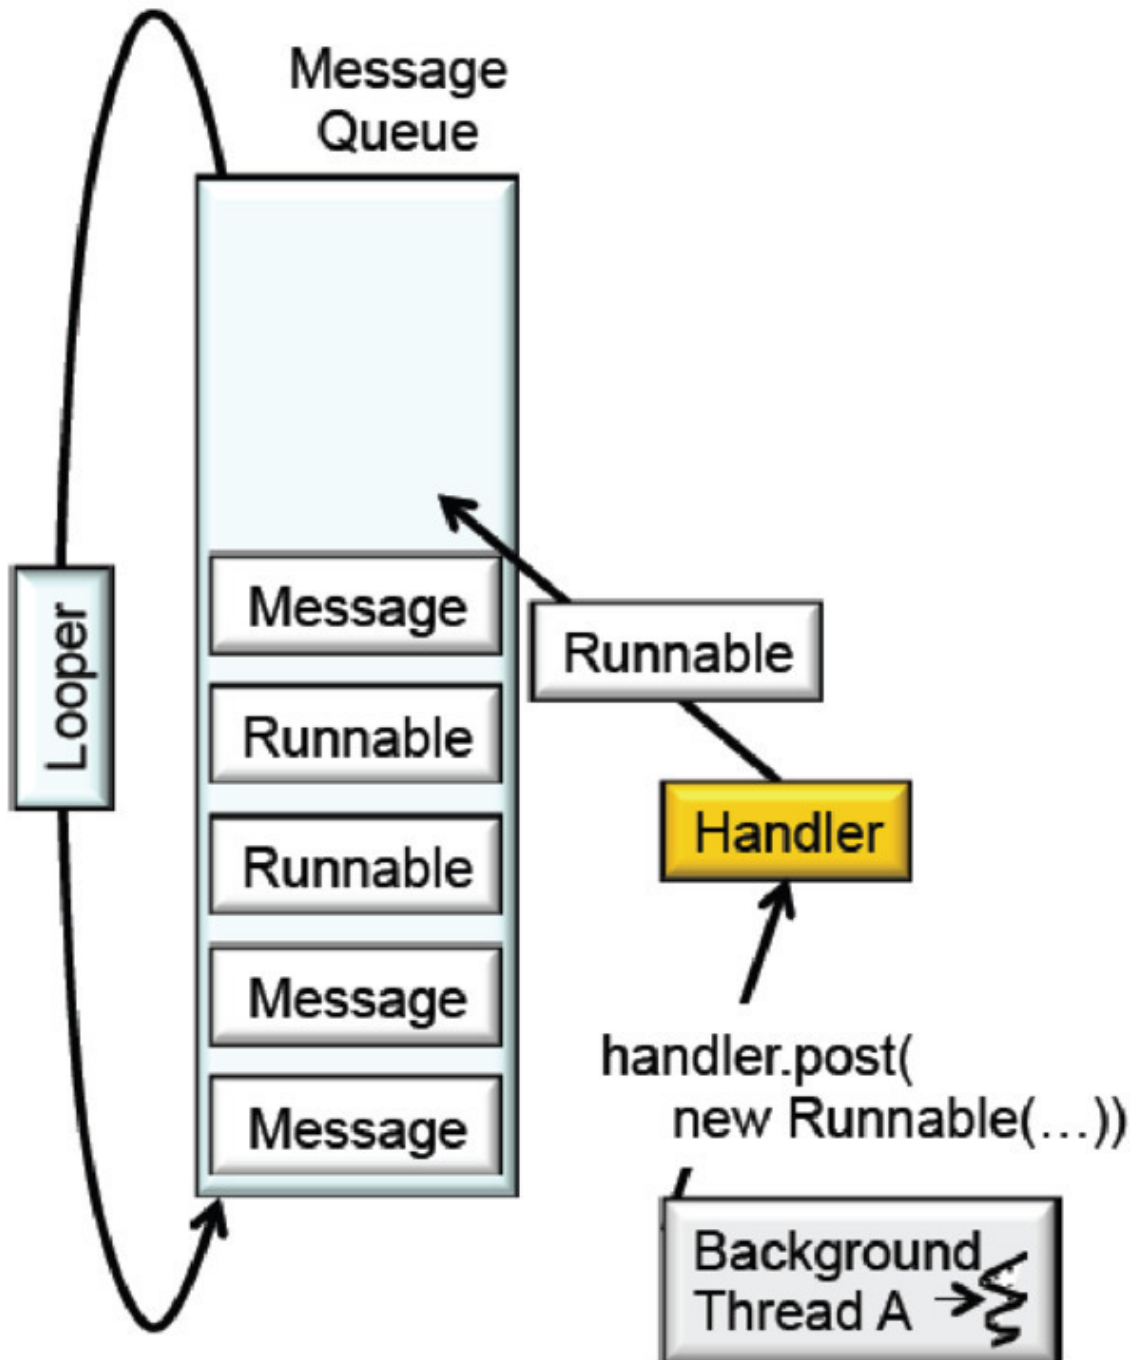 Message
Queue
Looper
Message
Runnable
Runnable
Message
Message
Runnable
Handler
handler.post(
new Runnable(…))
Background
Thread A